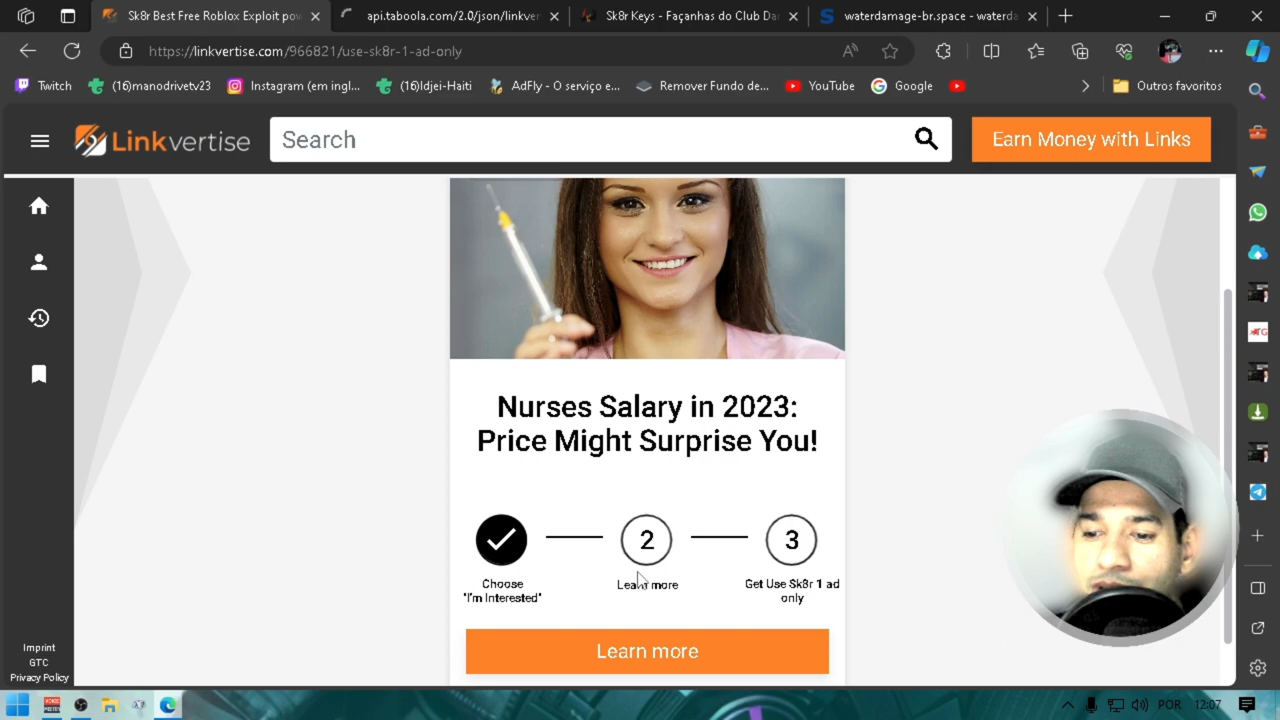 Sk8r Best Free Roblox Exploit pow
api.taboola.com/2.0/json/linkver
Sk8r Keys - Façanhas do Club Da
waterdamage-br.space - waterda
https://linkvertise.com/966821/use-sk8r-1-ad-only
Twitch
(16)manodrivetv23
Instagram (em ingl...
(16)ldjei-Haiti
AdFly - O serviço e...
Remover Fundo de...
YouTube
Google
Outros favoritos
Linkvertise
Search
Earn Money with Links
Nurses Salary in 2023:
Price Might Surprise You!
2
3
Choose
"I'm Interested"
Learn more
Get Use Sk8r 1 ad
only
Learn more
Imprint
GTC
Privacy Policy
POR
12:07